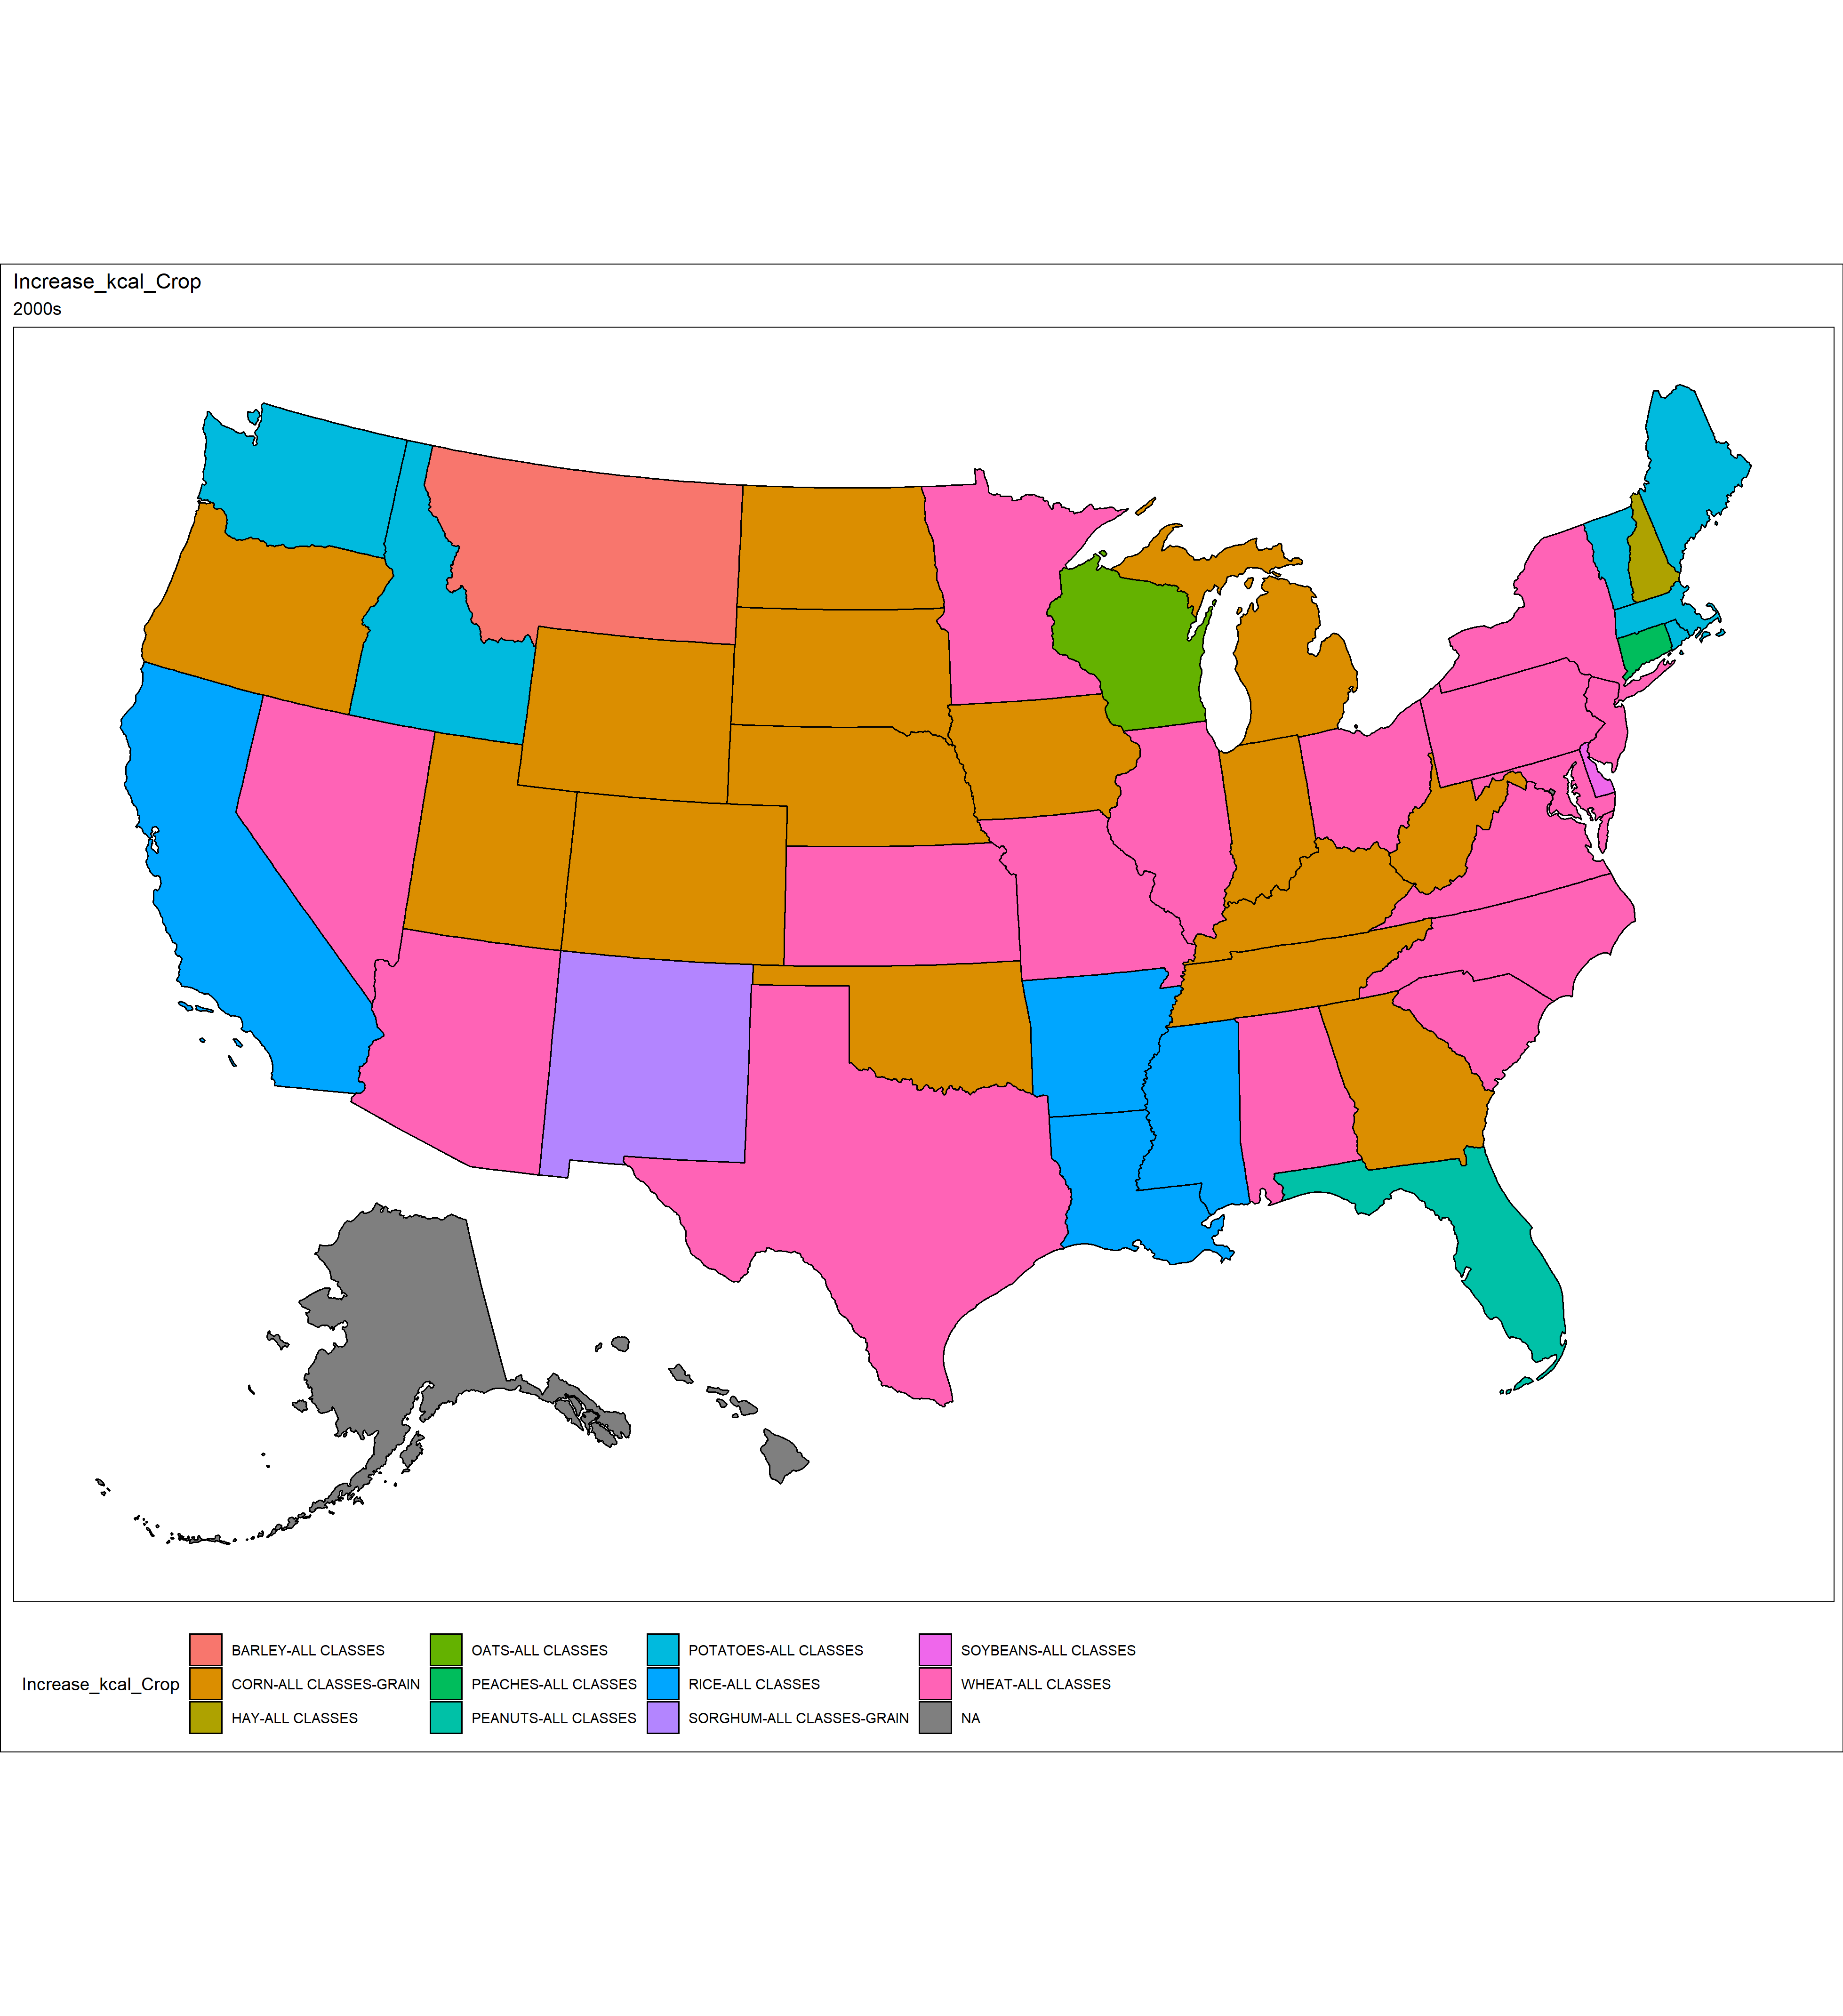 Increase_kcal_Crop
2000s
Increase_kcal_Crop
BARLEY-ALL CLASSES
CORN-ALL CLASSES-GRAIN
HAY-ALL CLASSES
OATS-ALL CLASSES
PEACHES-ALL CLASSES
PEANUTS-ALL CLASSES
POTATOES-ALL CLASSES
RICE-ALL CLASSES
SORGHUM-ALL CLASSES-GRAIN
SOYBEANS-ALL CLASSES
WHEAT-ALL CLASSES
NA